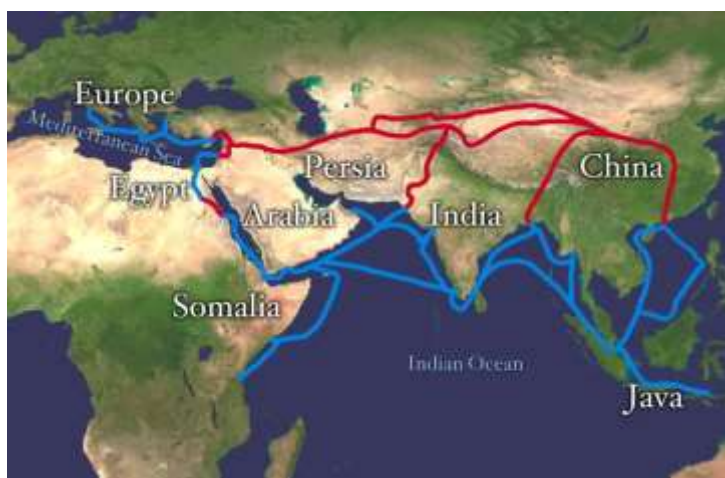 Europe
Mediterranean Sea
Egypt
Persia
China
Arabia
India
Somalia
Indian Ocean
Java